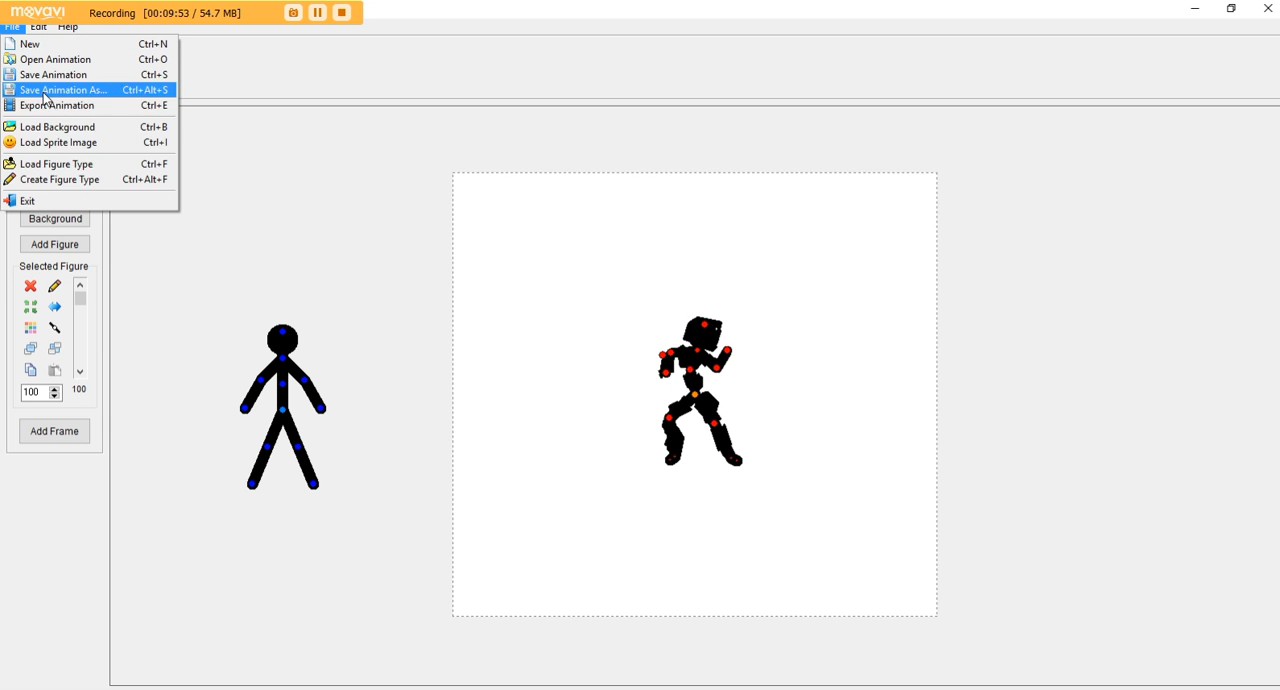 movavi Recording [00:09:53 / 54.7 MB]
File Edit Help
New Ctrl+N
Open Animation Ctrl+O
Save Animation Ctrl+S
Save Animation As... Ctrl+Alt+S
Export Animation Ctrl+E
Load Background Ctrl+B
Load Sprite Image Ctrl+I
Load Figure Type Ctrl+F
Create Figure Type Ctrl+Alt+F
Exit
Background
Add Figure
Selected Figure
100 100
Add Frame